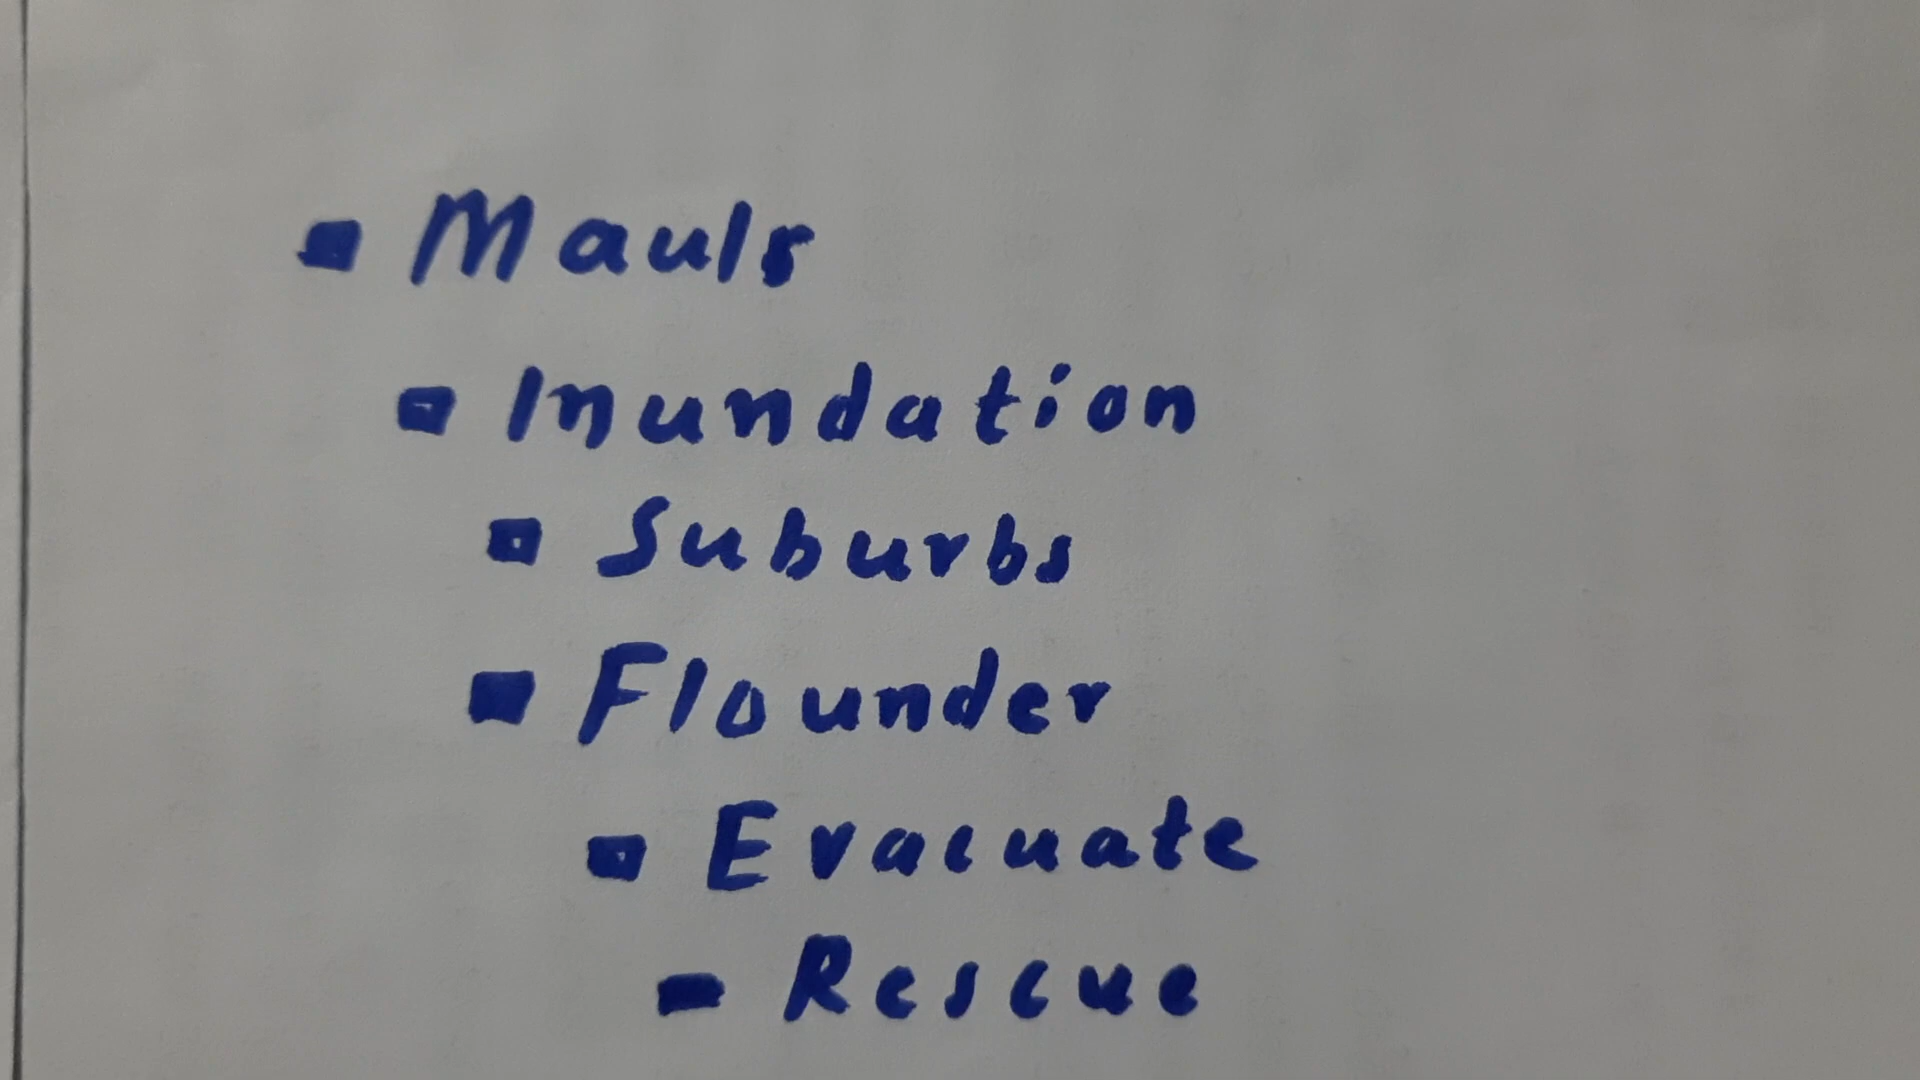 ▪ Mauls
▪ Inundation
▪ Suburbs
▪ Flounder
▪ Evacuate
▪ Rescue